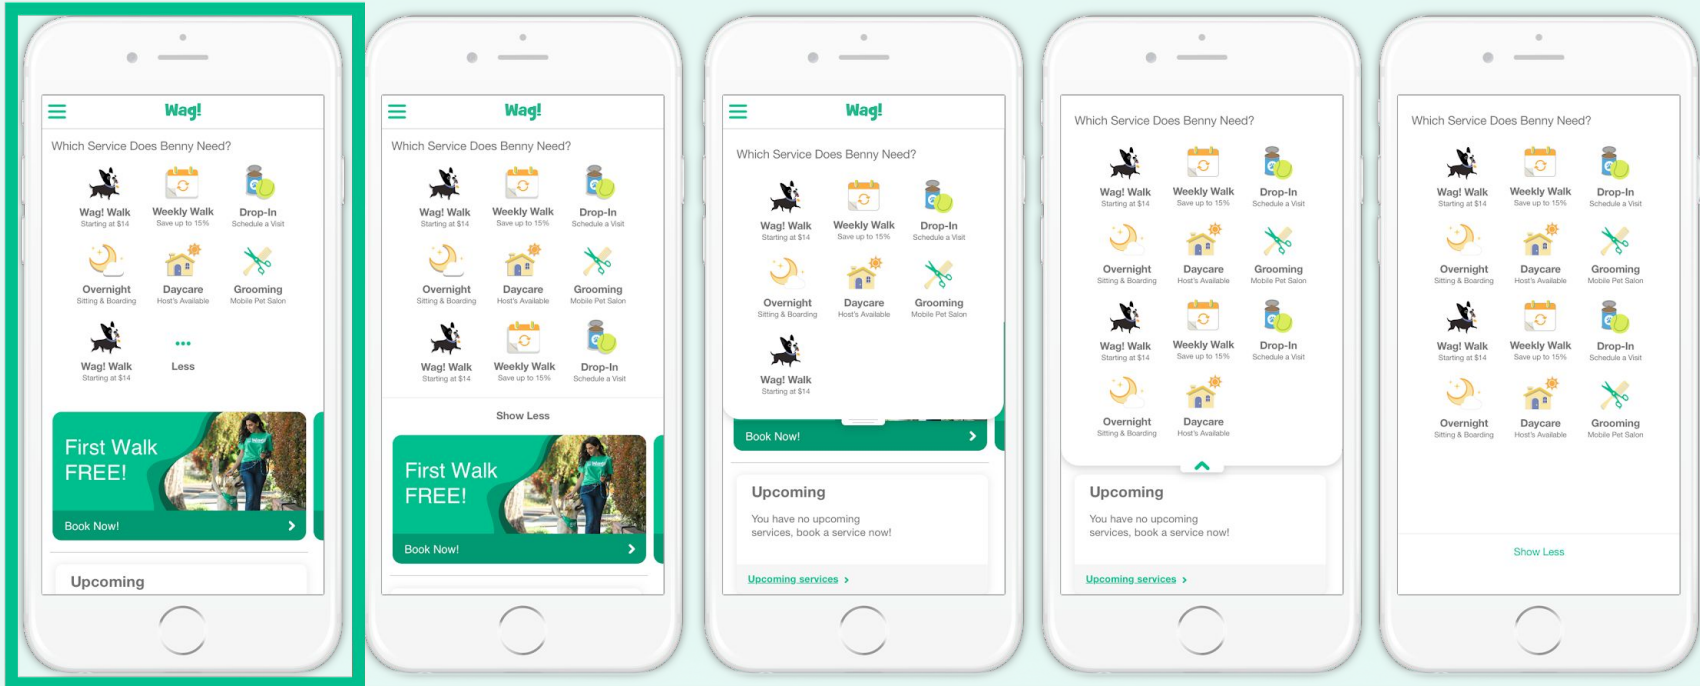 Wag!
Which Service Does Benny Need?
Wag! Walk Weekly Walk Drop-In
Starting at $14 Save up to 15% Schedule a Visit
Overnight Daycare Grooming
Sitting & Boarding Host's Available Mobile Pet Salon
Wag! Walk Less
Starting at $14
First Walk
FREE!
Book Now!
Upcoming
Wag!
Which Service Does Benny Need?
Wag! Walk Weekly Walk Drop-In
Starting at $14 Save up to 15% Schedule a Visit
Overnight Daycare Grooming
Sitting & Boarding Host's Available Mobile Pet Salon
Wag! Walk Weekly Walk Drop-In
Starting at $14 Save up to 15% Schedule a Visit
Show Less
First Walk
FREE!
Book Now!
Wag!
Which Service Does Benny Need?
Wag! Walk Weekly Walk Drop-In
Starting at $14 Save up to 15% Schedule a Visit
Overnight Daycare Grooming
Sitting & Boarding Host's Available Mobile Pet Salon
Wag! Walk
Starting at $14
Book Now!
Upcoming
You have no upcoming
services, book a service now!
Upcoming services
Which Service Does Benny Need?
Wag! Walk Weekly Walk Drop-In
Starting at $14 Save up to 15% Schedule a Visit
Overnight Daycare Grooming
Sitting & Boarding Host's Available Mobile Pet Salon
Wag! Walk Weekly Walk Drop-In
Starting at $14 Save up to 15% Schedule a Visit
Overnight Daycare
Sitting & Boarding Host's Available
Upcoming
You have no upcoming
services, book a service now!
Upcoming services
Which Service Does Benny Need?
Wag! Walk Weekly Walk Drop-In
Starting at $14 Save up to 15% Schedule a Visit
Overnight Daycare Grooming
Sitting & Boarding Host's Available Mobile Pet Salon
Wag! Walk Weekly Walk Drop-In
Starting at $14 Save up to 15% Schedule a Visit
Overnight Daycare Grooming
Sitting & Boarding Host's Available Mobile Pet Salon
Show Less